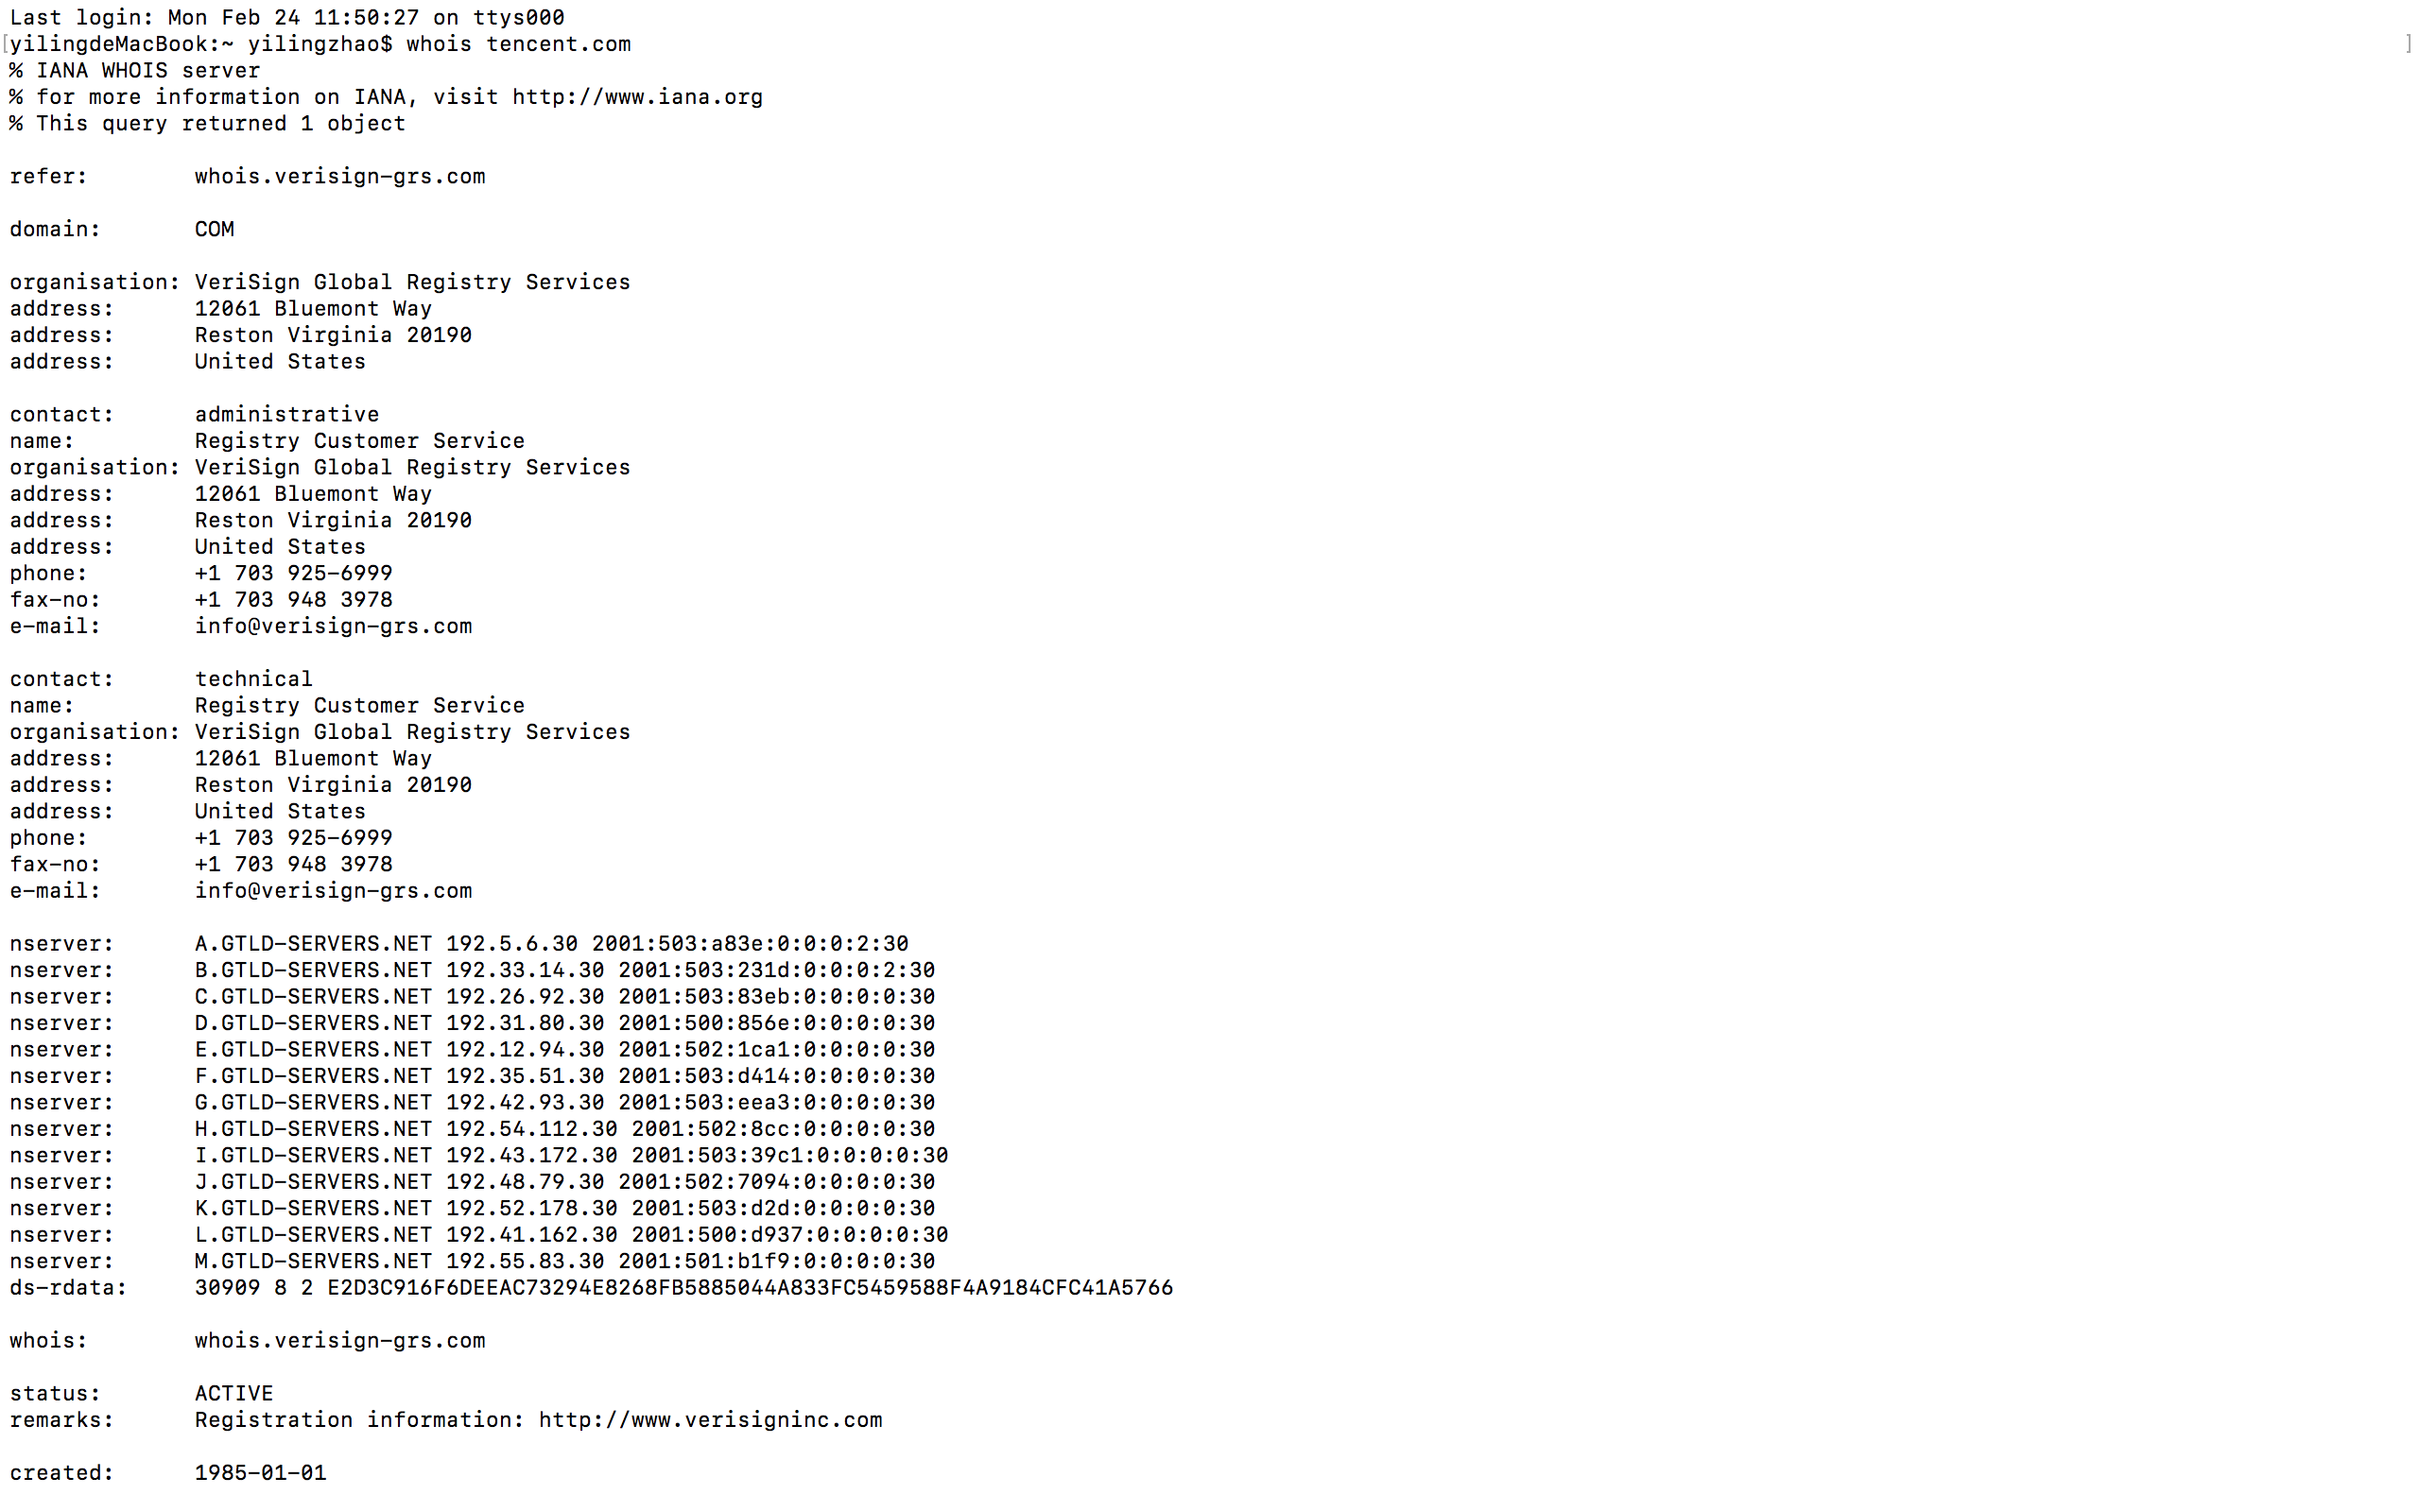 Last login: Mon Feb 24 11:50:27 on ttys000
[yilingdeMacBook:~ yilingzhao$ whois tencent.com ]
% IANA WHOIS server
% for more information on IANA, visit http://www.iana.org
% This query returned 1 object
refer: whois.verisign-grs.com
domain: COM
organisation: VeriSign Global Registry Services
address: 12061 Bluemont Way
address: Reston Virginia 20190
address: United States
contact: administrative
name: Registry Customer Service
organisation: VeriSign Global Registry Services
address: 12061 Bluemont Way
address: Reston Virginia 20190
address: United States
phone: +1 703 925-6999
fax-no: +1 703 948 3978
e-mail: info@verisign-grs.com
contact: technical
name: Registry Customer Service
organisation: VeriSign Global Registry Services
address: 12061 Bluemont Way
address: Reston Virginia 20190
address: United States
phone: +1 703 925-6999
fax-no: +1 703 948 3978
e-mail: info@verisign-grs.com
nserver: A.GTLD-SERVERS.NET 192.5.6.30 2001:503:a83e:0:0:0:2:30
nserver: B.GTLD-SERVERS.NET 192.33.14.30 2001:503:231d:0:0:0:2:30
nserver: C.GTLD-SERVERS.NET 192.26.92.30 2001:503:83eb:0:0:0:0:30
nserver: D.GTLD-SERVERS.NET 192.31.80.30 2001:500:856e:0:0:0:0:30
nserver: E.GTLD-SERVERS.NET 192.12.94.30 2001:502:1ca1:0:0:0:0:30
nserver: F.GTLD-SERVERS.NET 192.35.51.30 2001:503:d414:0:0:0:0:30
nserver: G.GTLD-SERVERS.NET 192.42.93.30 2001:503:eea3:0:0:0:0:30
nserver: H.GTLD-SERVERS.NET 192.54.112.30 2001:502:8cc:0:0:0:0:30
nserver: I.GTLD-SERVERS.NET 192.43.172.30 2001:503:39c1:0:0:0:0:30
nserver: J.GTLD-SERVERS.NET 192.48.79.30 2001:502:7094:0:0:0:0:30
nserver: K.GTLD-SERVERS.NET 192.52.178.30 2001:503:d2d:0:0:0:0:30
nserver: L.GTLD-SERVERS.NET 192.41.162.30 2001:500:d937:0:0:0:0:30
nserver: M.GTLD-SERVERS.NET 192.55.83.30 2001:501:b1f9:0:0:0:0:30
ds-rdata: 30909 8 2 E2D3C916F6DEEAC73294E8268FB5885044A833FC5459588F4A9184CFC41A5766
whois: whois.verisign-grs.com
status: ACTIVE
remarks: Registration information: http://www.verisigninc.com
created: 1985-01-01